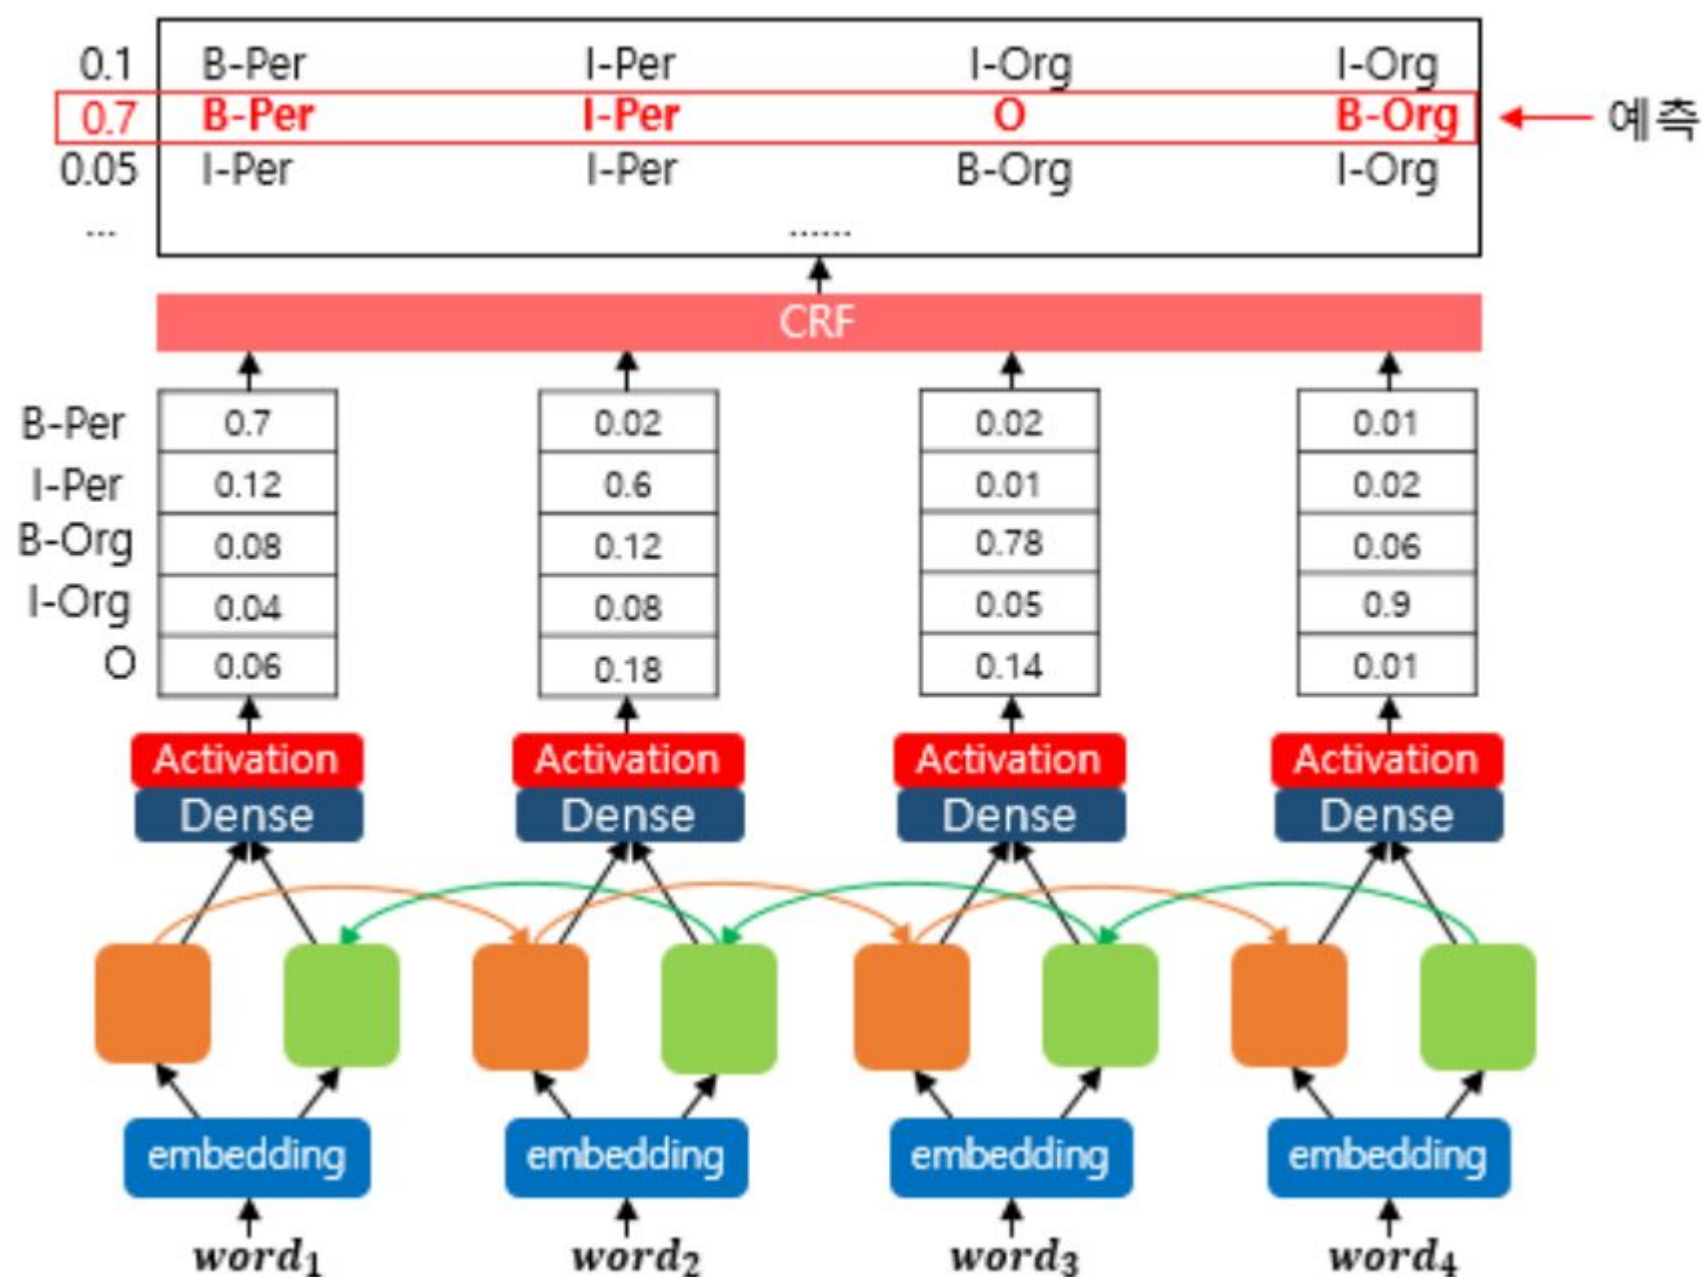 0.1 B-Per I-Per I-Org I-Org
0.7 B-Per I-Per O B-Org 예측
0.05 I-Per I-Per B-Org I-Org
... ......
CRF
B-Per 0.7 0.02 0.02 0.01
I-Per 0.12 0.6 0.01 0.02
B-Org 0.08 0.12 0.78 0.06
I-Org 0.04 0.08 0.05 0.9
O 0.06 0.18 0.14 0.01
Activation Activation Activation Activation
Dense Dense Dense Dense
embedding embedding embedding embedding
word₁ word₂ word₃ word₄